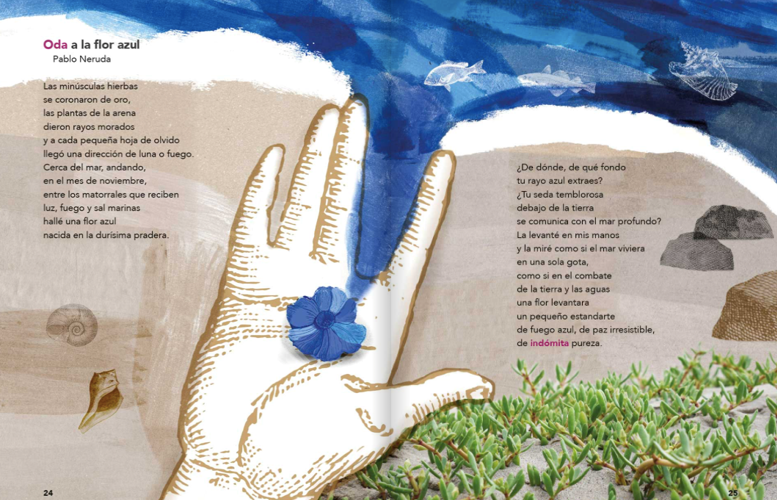 Oda a la flor azul
Pablo Neruda
Las minúsculas hierbas
se coronaron de oro,
las plantas de la arena
dieron rayos morados
y a cada pequeña hoja de olvido
llegó una dirección de luna o fuego.
Cerca del mar, andando,
en el mes de noviembre,
entre los matorrales que reciben
luz, fuego y sal marinas
hallé una flor azul
nacida en la durísima pradera.
¿De dónde, de qué fondo
tu rayo azul extraes?
¿Tu seda temblorosa
debajo de la tierra
se comunica con el mar profundo?
La levanté en mis manos
y la miré como si el mar viviera
en una sola gota,
como si en el combate
de la tierra y las aguas
una flor levantara
un pequeño estandarte
de fuego azul, de paz irresistible,
de indómita pureza.
24
25